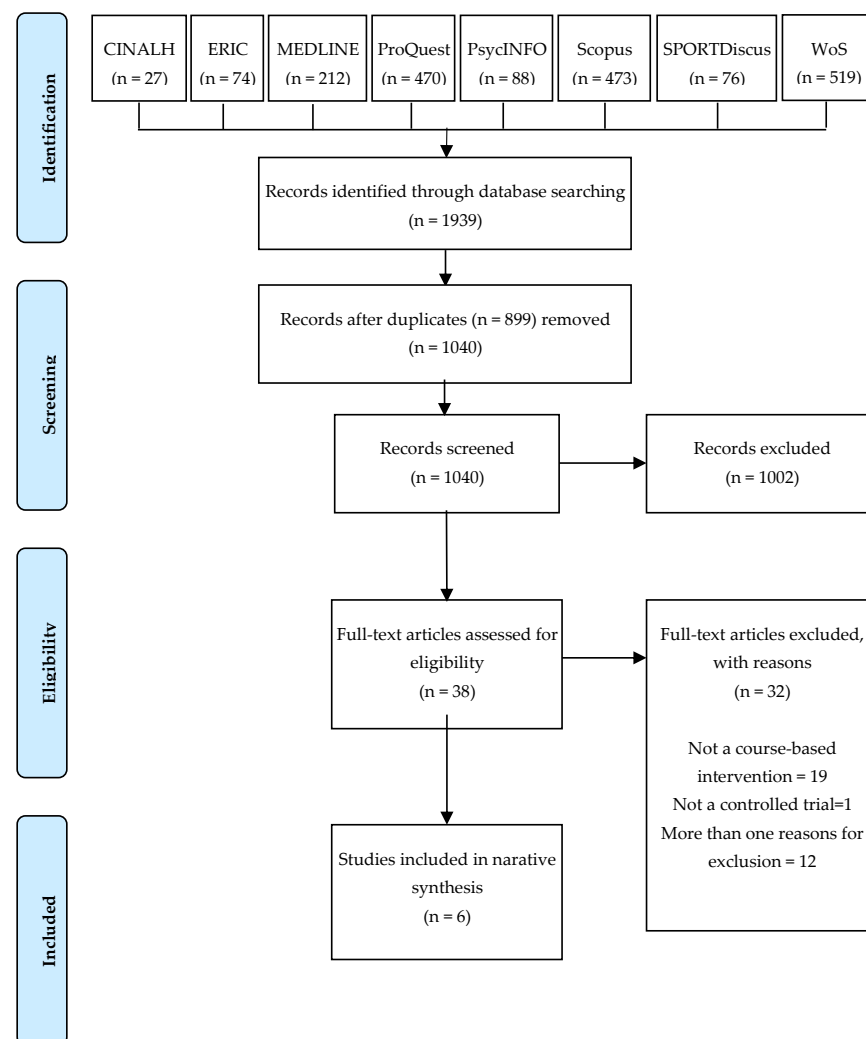 Identification
CINALH
(n = 27)
ERIC
(n = 74)
MEDLINE
(n = 212)
ProQuest
(n = 470)
PsycINFO
(n = 88)
Scopus
(n = 473)
SPORTDiscus
(n = 76)
WoS
(n = 519)
Records identified through database searching
(n = 1939)
Screening
Records after duplicates (n = 899) removed
(n = 1040)
Records screened
(n = 1040)
Records excluded
(n = 1002)
Eligibility
Full-text articles assessed for
eligibility
(n = 38)
Full-text articles excluded,
with reasons
(n = 32)
Not a course-based
intervention = 19
Not a controlled trial=1
More than one reasons for
exclusion = 12
Included
Studies included in narative
synthesis
(n = 6)